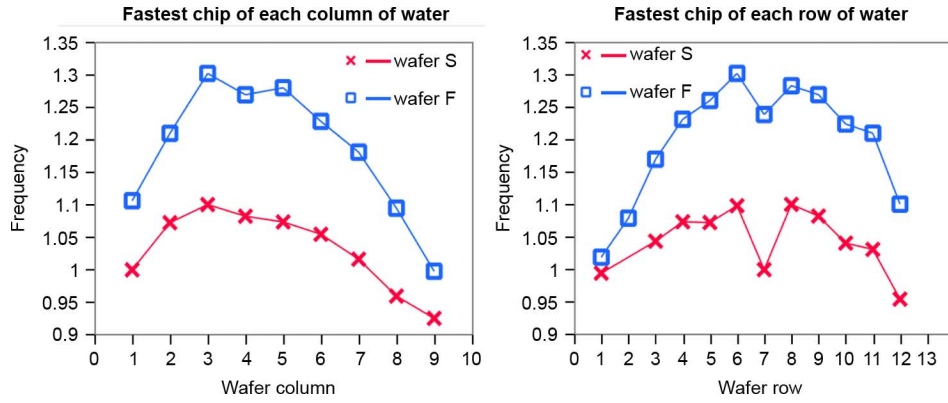 Fastest chip of each column of water
1.35
1.3
1.25
1.2
1.15
1.1
1.05
1
0.95
0.9
Frequency
wafer S
wafer F
0 1 2 3 4 5 6 7 8 9 10
Wafer column
Fastest chip of each row of water
1.35
1.3
1.25
1.2
1.15
1.1
1.05
1
0.95
0.9
Frequency
wafer S
wafer F
0 1 2 3 4 5 6 7 8 9 10 11 12 13
Wafer row